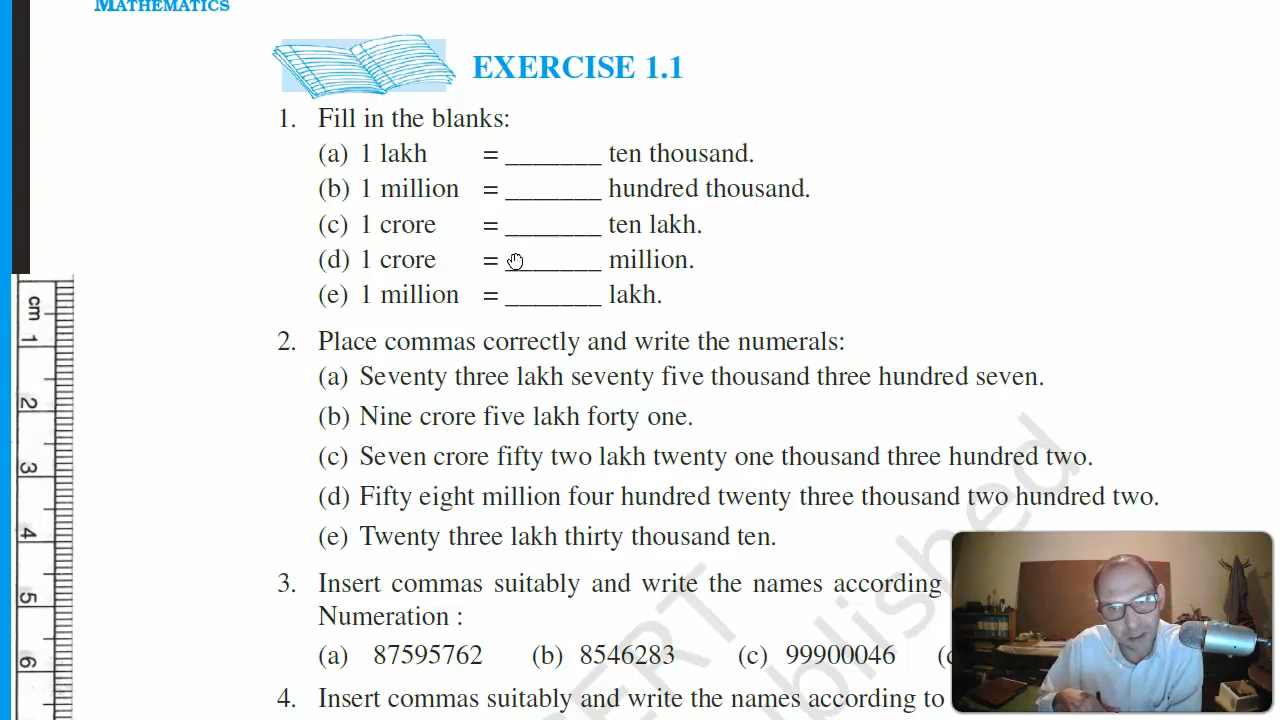 MATHEMATICS
EXERCISE 1.1
1. Fill in the blanks:
(a) 1 lakh = _______ ten thousand.
(b) 1 million = _______ hundred thousand.
(c) 1 crore = _______ ten lakh.
(d) 1 crore = _______ million.
(e) 1 million = _______ lakh.
2. Place commas correctly and write the numerals:
(a) Seventy three lakh seventy five thousand three hundred seven.
(b) Nine crore five lakh forty one.
(c) Seven crore fifty two lakh twenty one thousand three hundred two.
(d) Fifty eight million four hundred twenty three thousand two hundred two.
(e) Twenty three lakh thirty thousand ten.
3. Insert commas suitably and write the names according
Numeration :
(a) 87595762 (b) 8546283 (c) 99900046
4. Insert commas suitably and write the names according to
cm 1 2 3 4 5 6